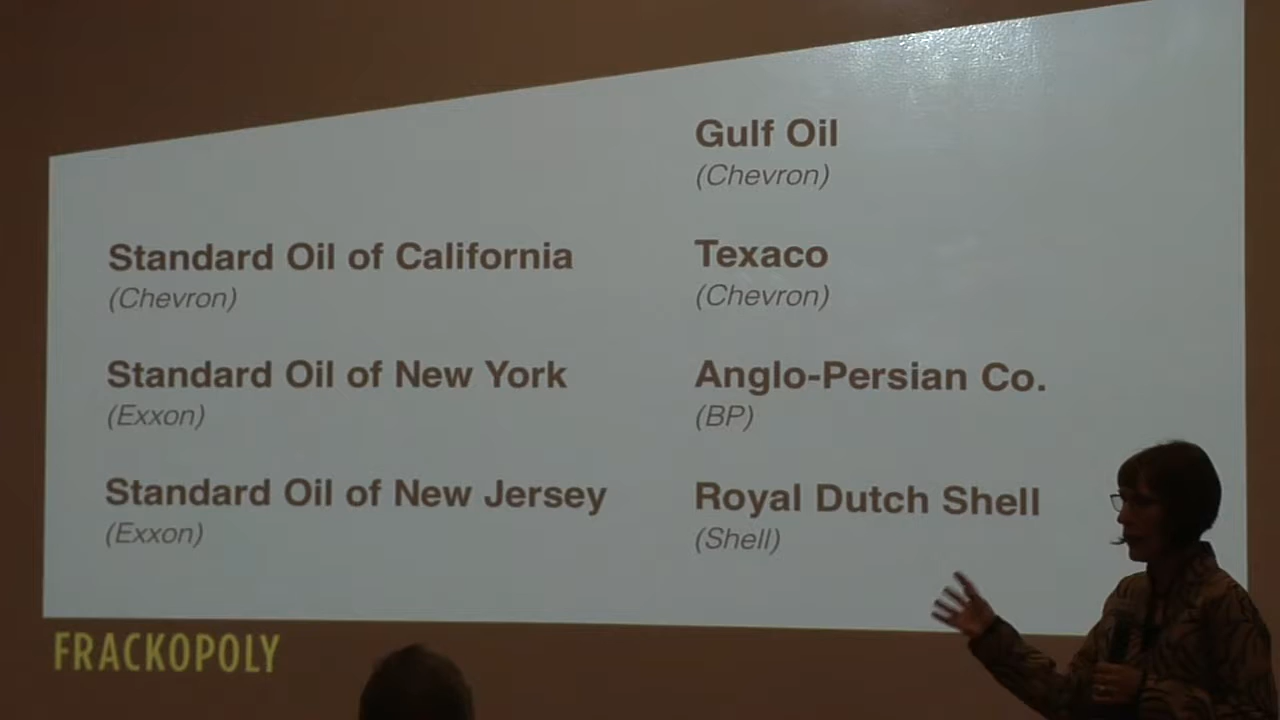 Standard Oil of California
(Chevron)
Standard Oil of New York
(Exxon)
Standard Oil of New Jersey
(Exxon)
Gulf Oil
(Chevron)
Texaco
(Chevron)
Anglo-Persian Co.
(BP)
Royal Dutch Shell
(Shell)
FRACKOPOLY